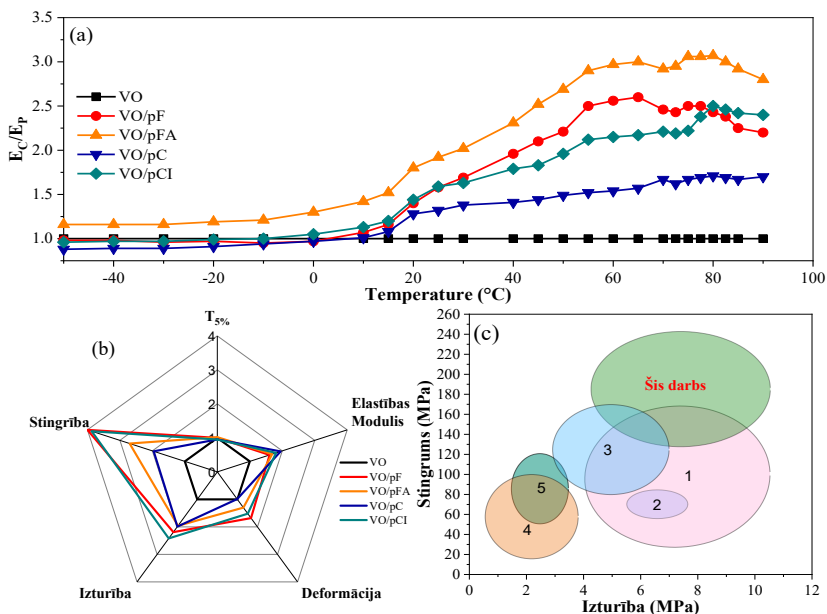 (a)
3.5
3.0
2.5
2.0
1.5
1.0
E_C/E_P
VO
VO/pF
VO/pFA
VO/pC
VO/pCI
-40 -20 0 20 40 60 80 100
Temperature (°C)
(b)
T5%
4
3
2
1
0
Elastības
Modulis
Stingrība
Izturība
Deformācija
VO
VO/pF
VO/pFA
VO/pC
VO/pCI
(c)
260
240
220
200
180
160
140
120
100
80
60
40
20
0
Stingrums (MPa)
Šis darbs
1
2
3
4
5
0 2 4 6 8 10 12
Izturība (MPa)